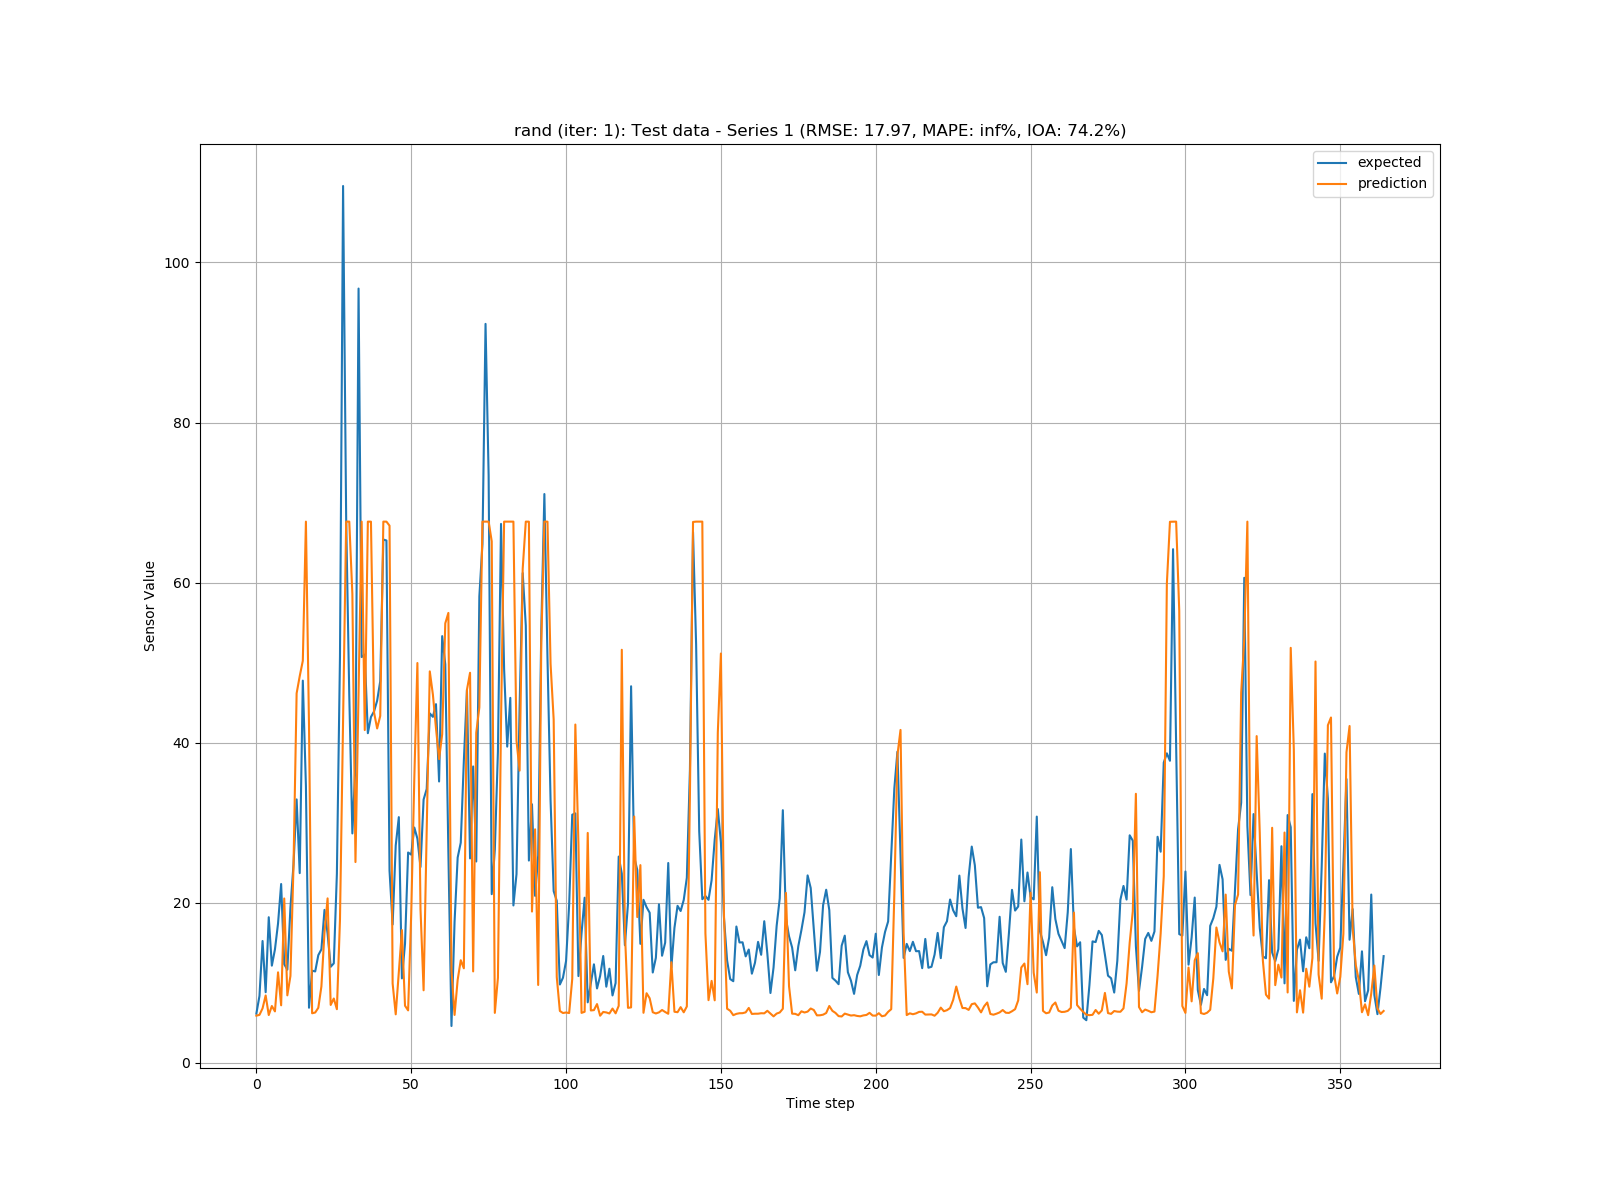 rand (iter: 1): Test data - Series 1 (RMSE: 17.97, MAPE: inf%, IOA: 74.2%)
expected
prediction
100
80
60
40
20
0
Sensor Value
0 50 100 150 200 250 300 350
Time step